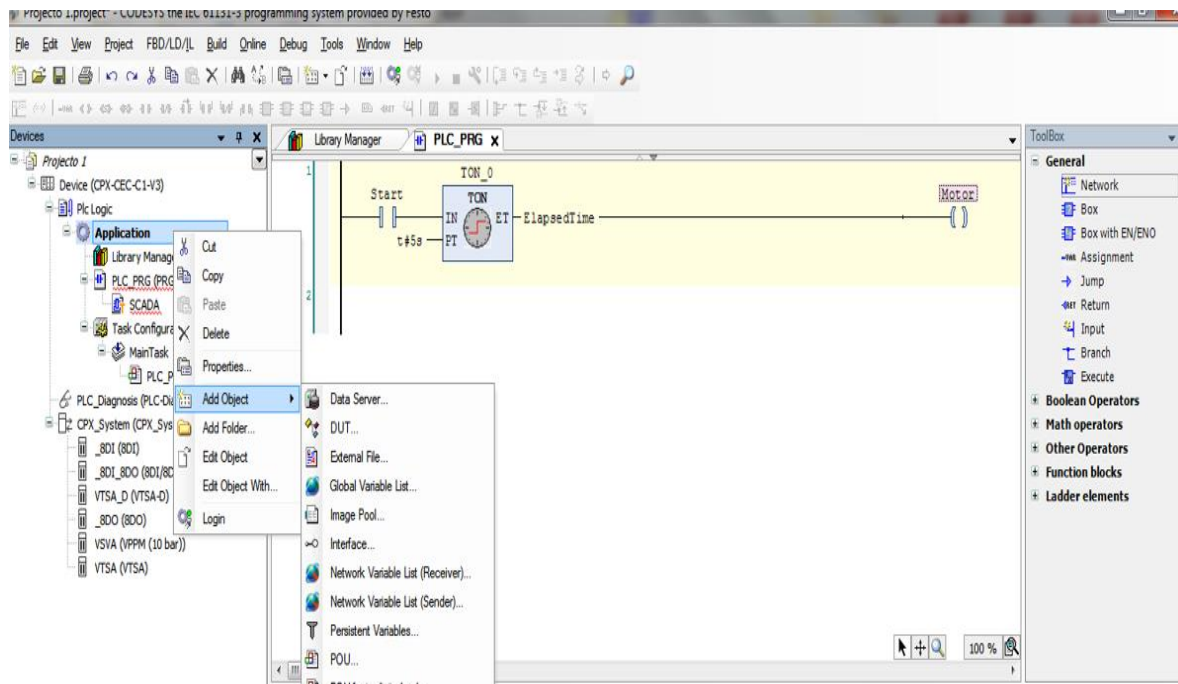 Projecto 1.project* - CODESYS the IEC 61131-3 programming system provided by Festo
File Edit View Project FBD/LD/IL Build Online Debug Tools Window Help
Devices
Projecto 1
Device (CPX-CEC-C1-V3)
Plc Logic
Application
Library Manag
PLC_PRG (PRG
SCADA
Task Configura
MainTask
PLC_P
PLC_Diagnosis (PLC-Dia
CPX_System (CPX_Sys
_8DI (8DI)
_8DI_8DO (8DI/8D
VTSA_D (VTSA-D)
_8DO (8DO)
VSVA (VPPM (10 bar))
VTSA (VTSA)
Cut
Copy
Paste
Delete
Properties...
Add Object
Add Folder...
Edit Object
Edit Object With...
Login
Data Server...
DUT...
External File...
Global Variable List...
Image Pool...
Interface...
Network Variable List (Receiver)...
Network Variable List (Sender)...
Persistent Variables...
POU...
Library Manager
PLC_PRG x
1
TON_0
Start TON Motor
IN ET ElapsedTime
t#5s PT
2
100 %
ToolBox
General
Network
Box
Box with EN/ENO
Assignment
Jump
Return
Input
Branch
Execute
Boolean Operators
Math operators
Other Operators
Function blocks
Ladder elements